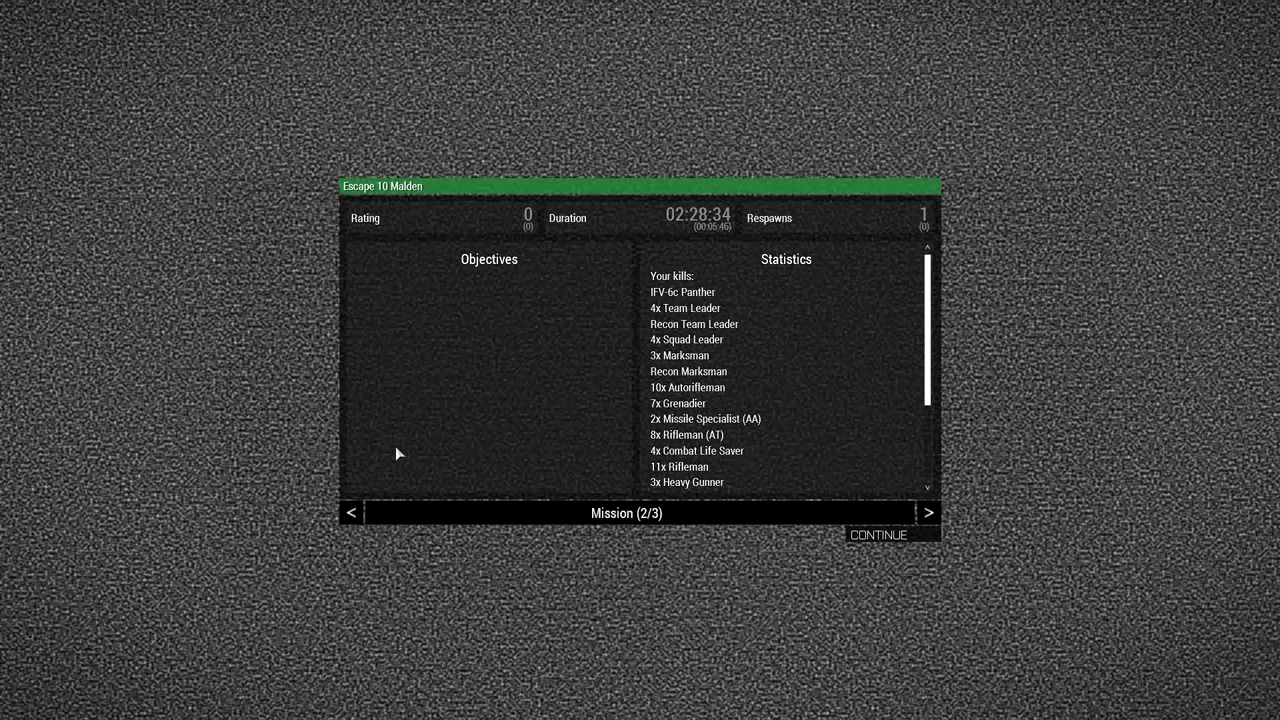 Escape 10 Malden
Rating 0 (0) Duration 02:28:34 (00:05:46) Respawns 1 (0)
Objectives
Statistics
Your kills:
IFV-6c Panther
4x Team Leader
Recon Team Leader
4x Squad Leader
3x Marksman
Recon Marksman
10x Autorifleman
7x Grenadier
2x Missile Specialist (AA)
8x Rifleman (AT)
4x Combat Life Saver
11x Rifleman
3x Heavy Gunner
< Mission (2/3) >
CONTINUE